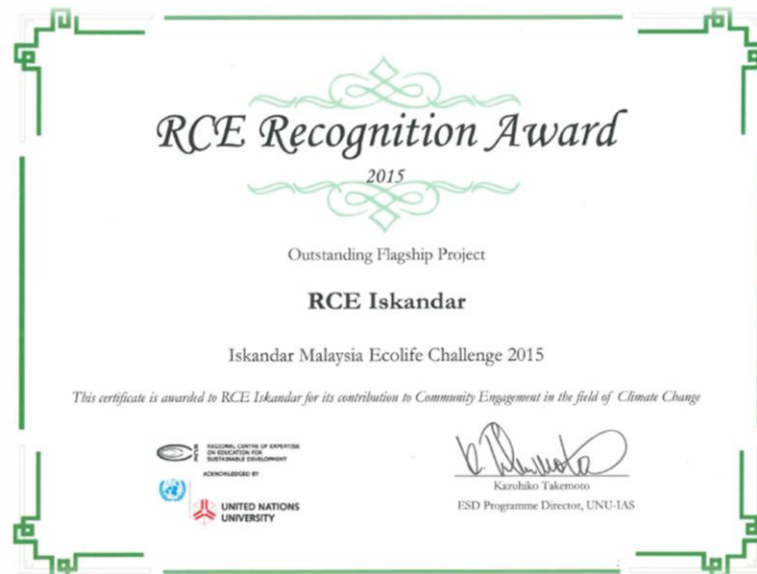 RCE Recognition Award
2015
Outstanding Flagship Project
RCE Iskandar
Iskandar Malaysia Ecolife Challenge 2015
This certificate is awarded to RCE Iskandar for its contribution to Community Engagement in the field of Climate Change
REGIONAL CENTRE OF EXPERTISE
ON EDUCATION FOR
SUSTAINABLE DEVELOPMENT
ACKNOWLEDGED BY
UNITED NATIONS
UNIVERSITY
K. Takemoto
Kazuhiko Takemoto
ESD Programme Director, UNU-IAS